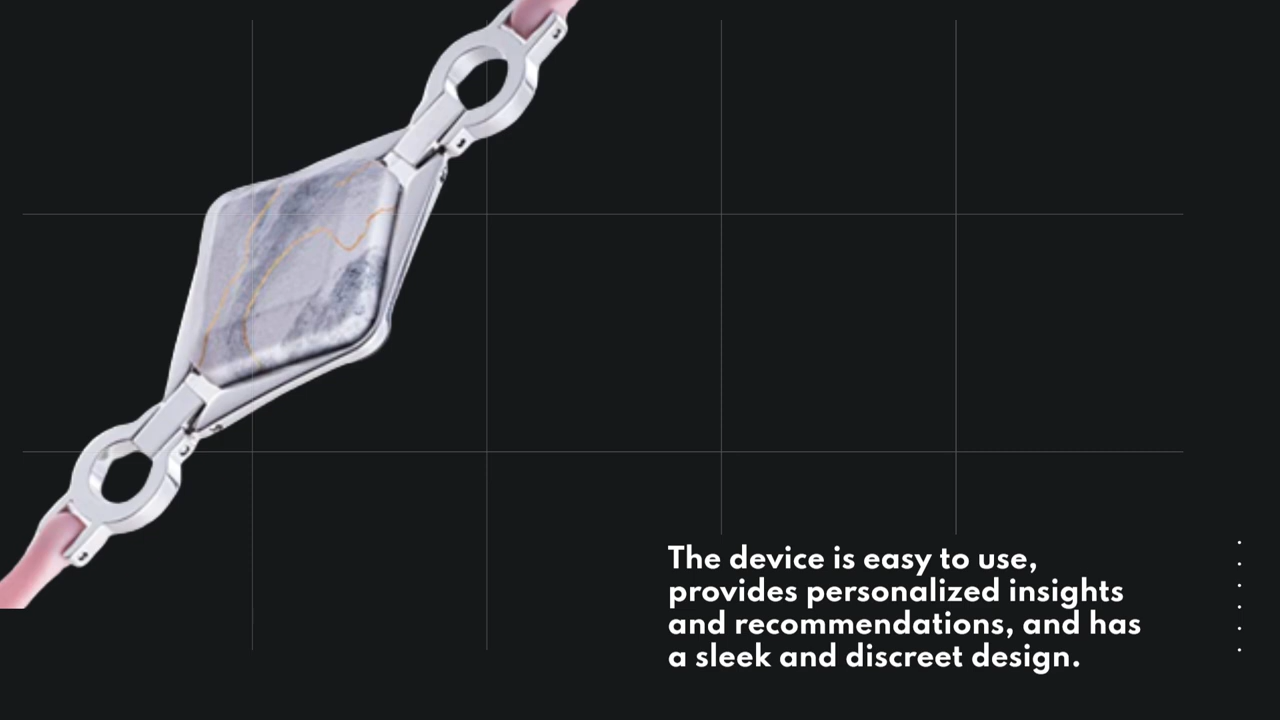 The device is easy to use,
provides personalized insights
and recommendations, and has
a sleek and discreet design.